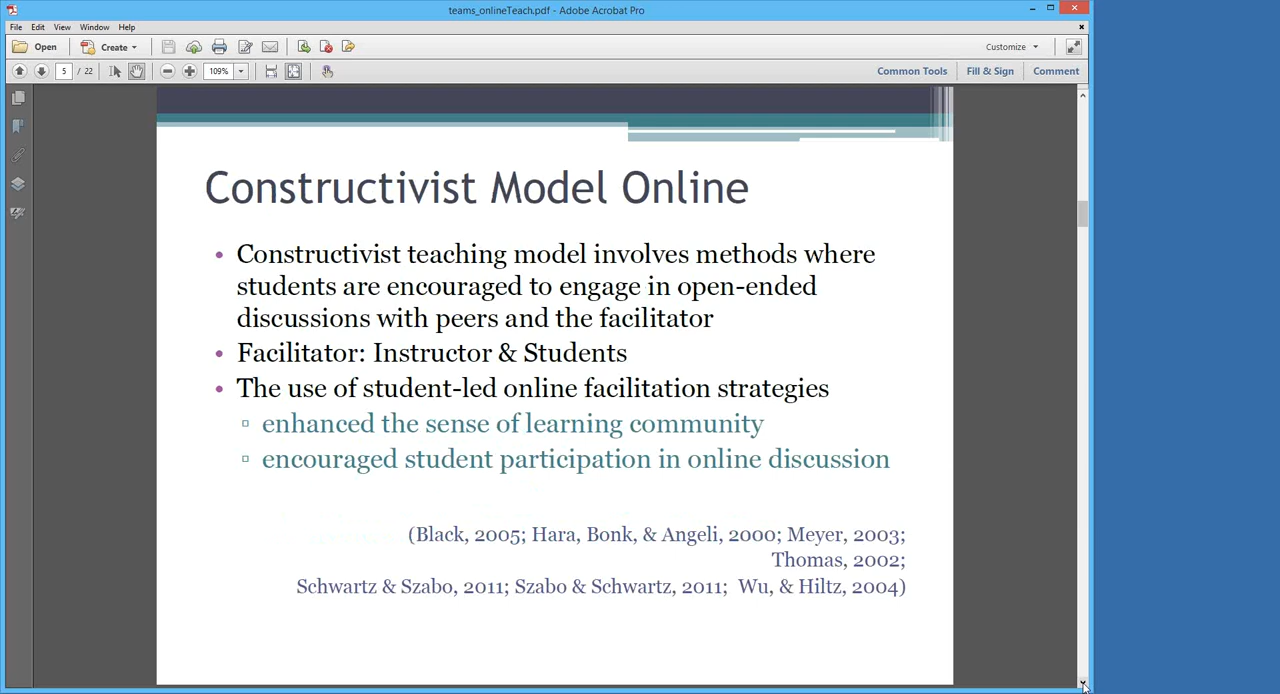 teams_onlineTeach.pdf - Adobe Acrobat Pro
File Edit View Window Help
Open Create Customize
5 / 22 109% Common Tools Fill & Sign Comment
Constructivist Model Online
• Constructivist teaching model involves methods where
students are encouraged to engage in open-ended
discussions with peers and the facilitator
• Facilitator: Instructor & Students
• The use of student-led online facilitation strategies
▫ enhanced the sense of learning community
▫ encouraged student participation in online discussion
(Black, 2005; Hara, Bonk, & Angeli, 2000; Meyer, 2003;
Thomas, 2002;
Schwartz & Szabo, 2011; Szabo & Schwartz, 2011; Wu, & Hiltz, 2004)